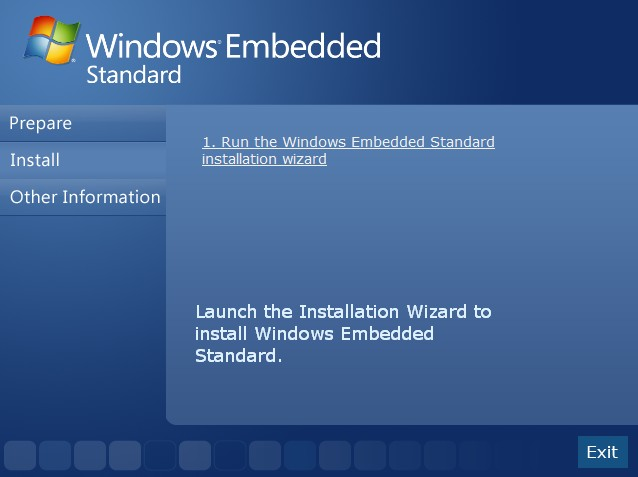 Windows® Embedded
Standard
Prepare
Install
Other Information
1. Run the Windows Embedded Standard
installation wizard
Launch the Installation Wizard to
install Windows Embedded
Standard.
Exit